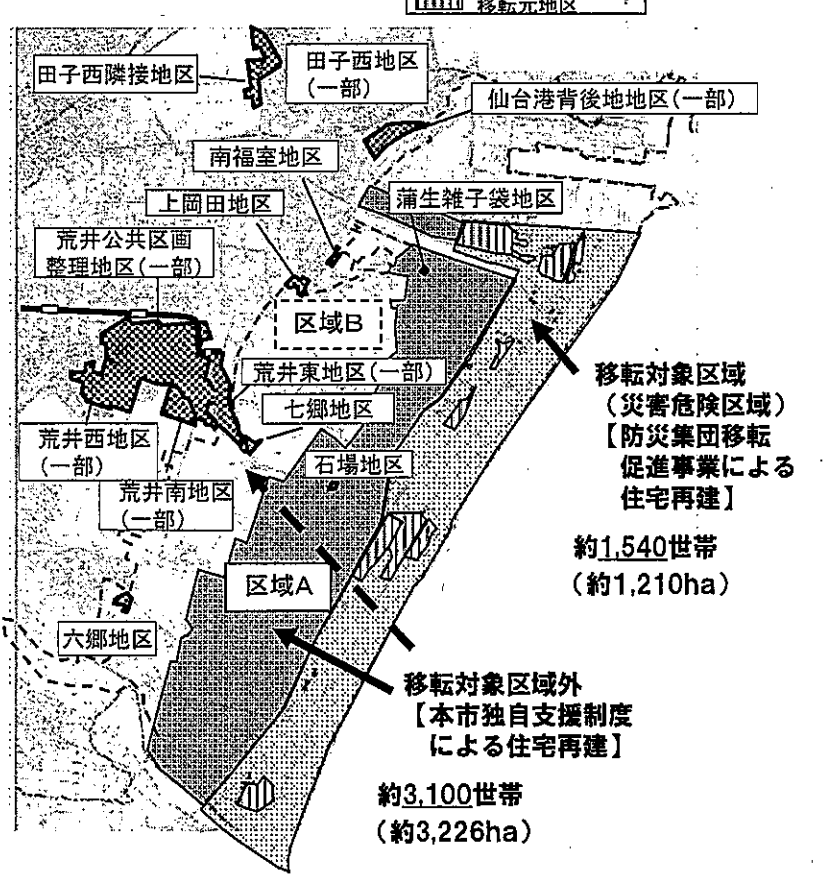 移転元地区
田子西隣接地区
田子西地区
(一部)
仙台港背後地地区(一部)
南福室地区
上岡田地区
蒲生雑子袋地区
荒井公共区画
整理地区(一部)
区域B
荒井東地区(一部)
七郷地区
荒井西地区
(一部)
石場地区
荒井南地区
(一部)
区域A
六郷地区
移転対象区域
(災害危険区域)
【防災集団移転
促進事業による
住宅再建】
約1,540世帯
(約1,210ha)
移転対象区域外
【本市独自支援制度
による住宅再建】
約3,100世帯
(約3,226ha)